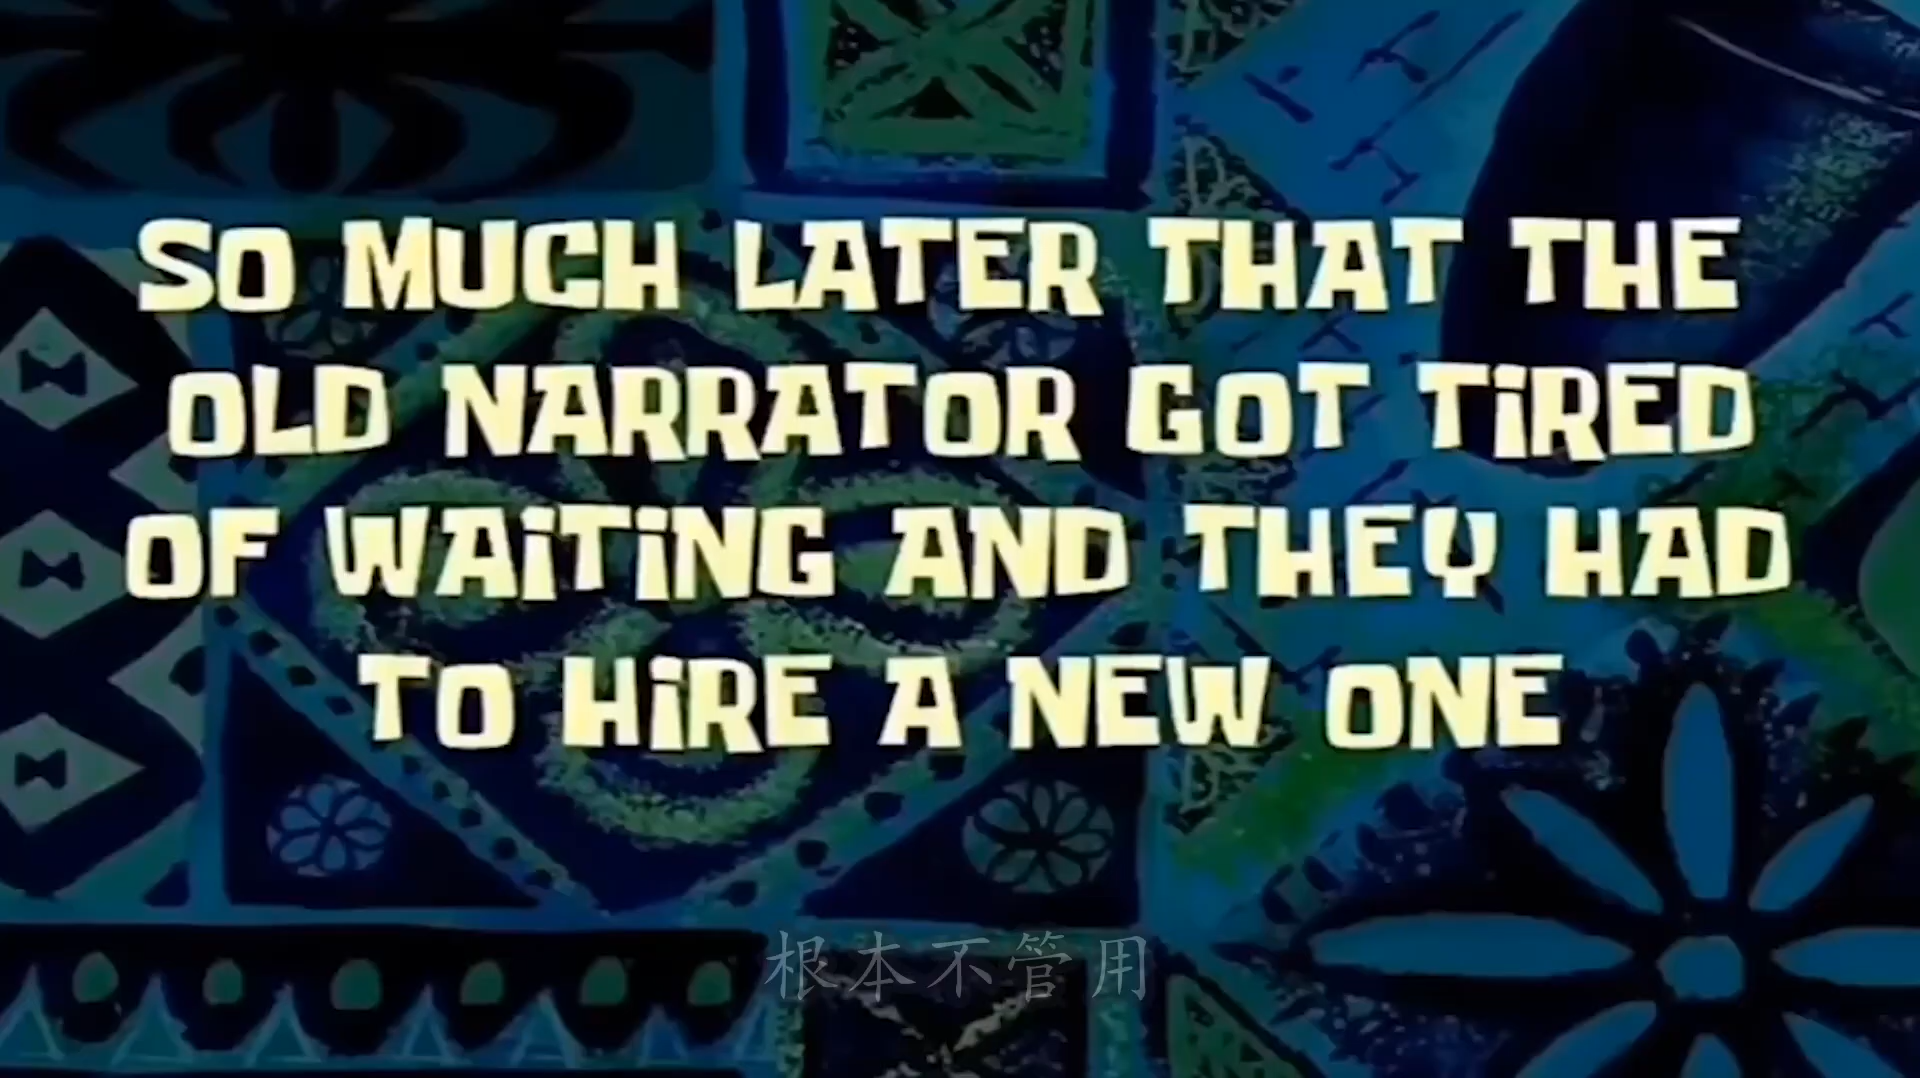 SO MUCH LATER THAT THE
OLD NARRATOR GOT TiRED
OF WAiTiNG AND THEY HAD
TO HiRE A NEW ONE
根本不管用